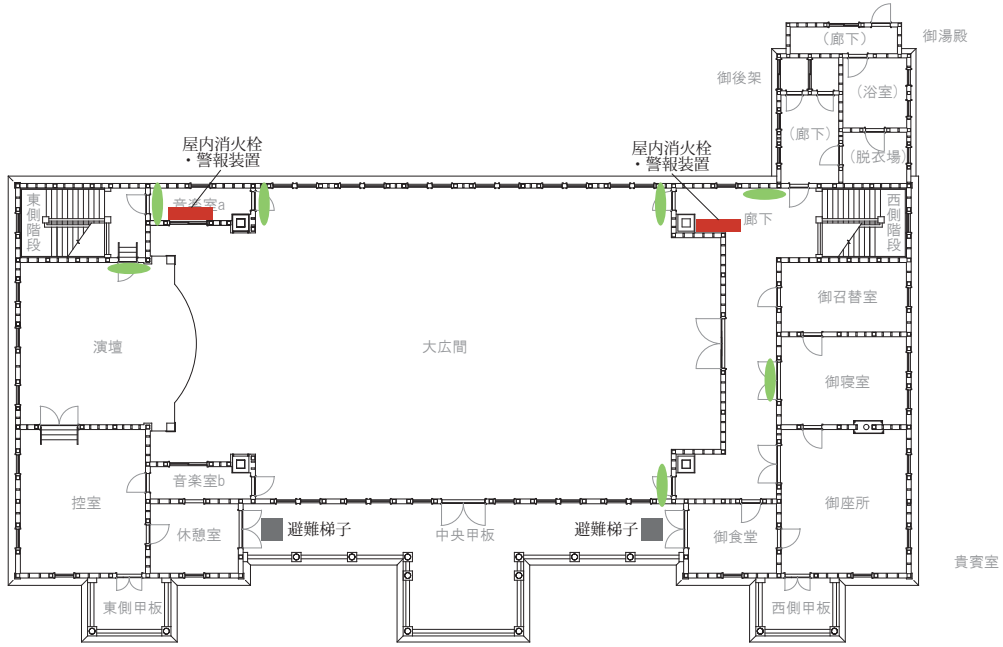 （廊下）
御湯殿
御後架
（浴室）
（廊下）
（脱衣場）
屋内消火栓
・警報装置
屋内消火栓
・警報装置
東側階段
音楽室a
廊下
西側階段
御召替室
演壇
大広間
御寝室
控室
音楽室b
御座所
休憩室
避難梯子
中央甲板
避難梯子
御食堂
貴賓室
東側甲板
西側甲板